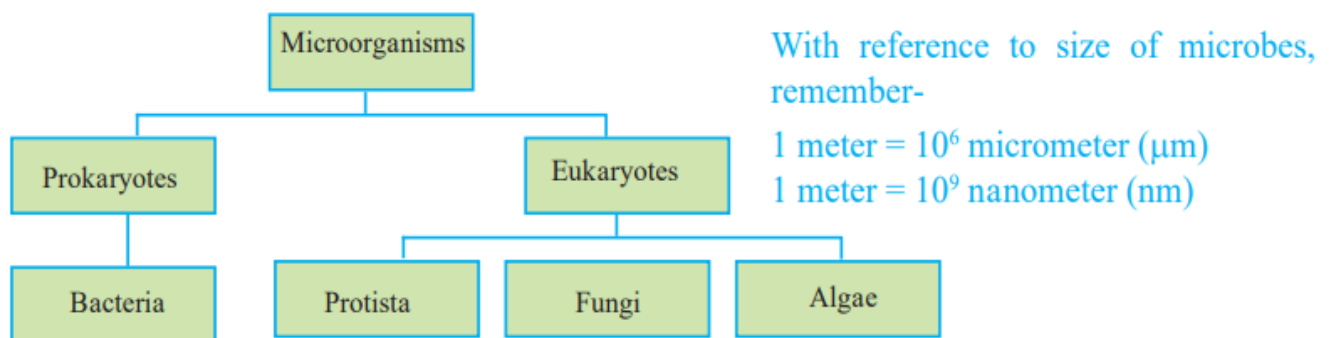 Microorganisms
With reference to size of microbes,
remember-
1 meter = 10⁶ micrometer (μm)
1 meter = 10⁹ nanometer (nm)
Prokaryotes
Eukaryotes
Bacteria
Protista
Fungi
Algae